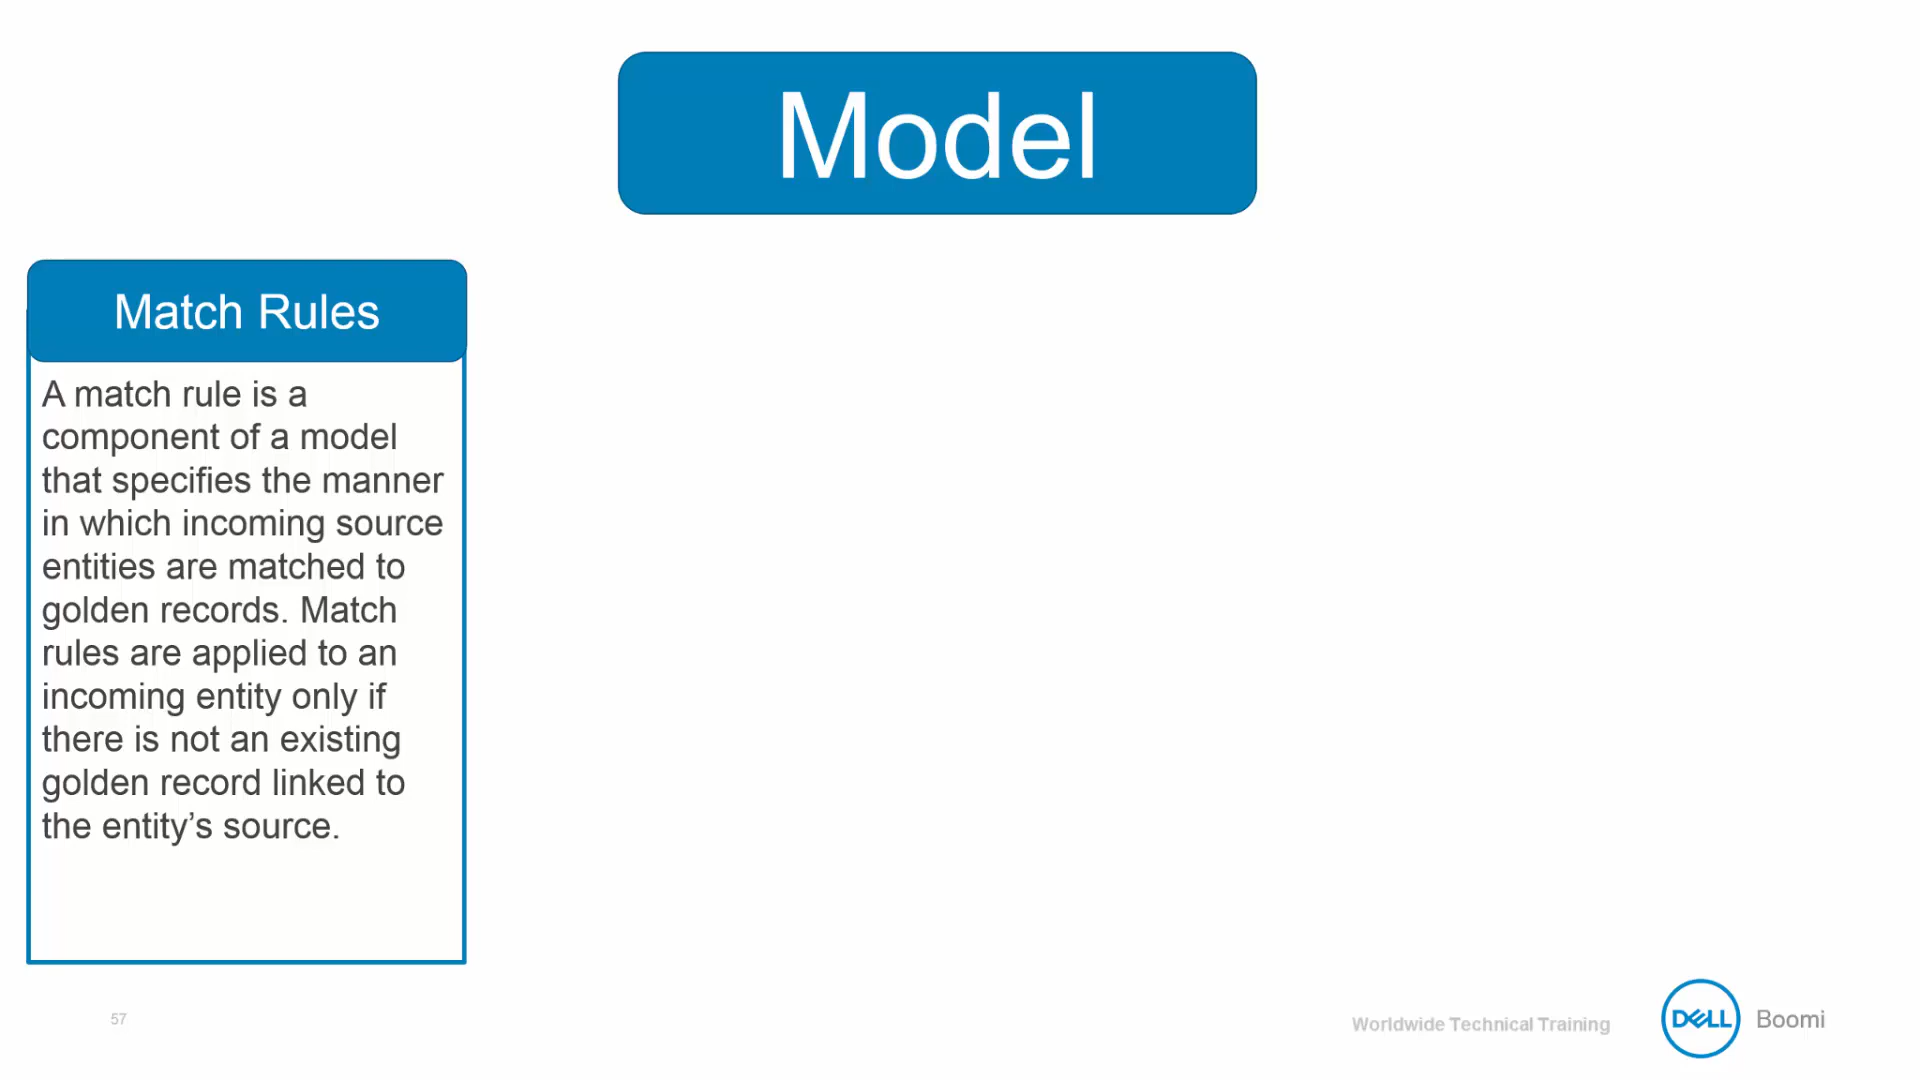 Model
Match Rules
A match rule is a
component of a model
that specifies the manner
in which incoming source
entities are matched to
golden records. Match
rules are applied to an
incoming entity only if
there is not an existing
golden record linked to
the entity’s source.
57
Worldwide Technical Training
DELL Boomi